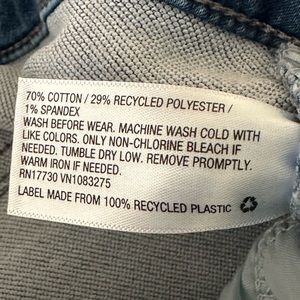 70% COTTON / 29% RECYCLED POLYESTER /
1% SPANDEX
WASH BEFORE WEAR. MACHINE WASH COLD WITH
LIKE COLORS. ONLY NON-CHLORINE BLEACH IF
NEEDED. TUMBLE DRY LOW. REMOVE PROMPTLY.
WARM IRON IF NEEDED.
RN17730 VN1083275
LABEL MADE FROM 100% RECYCLED PLASTIC